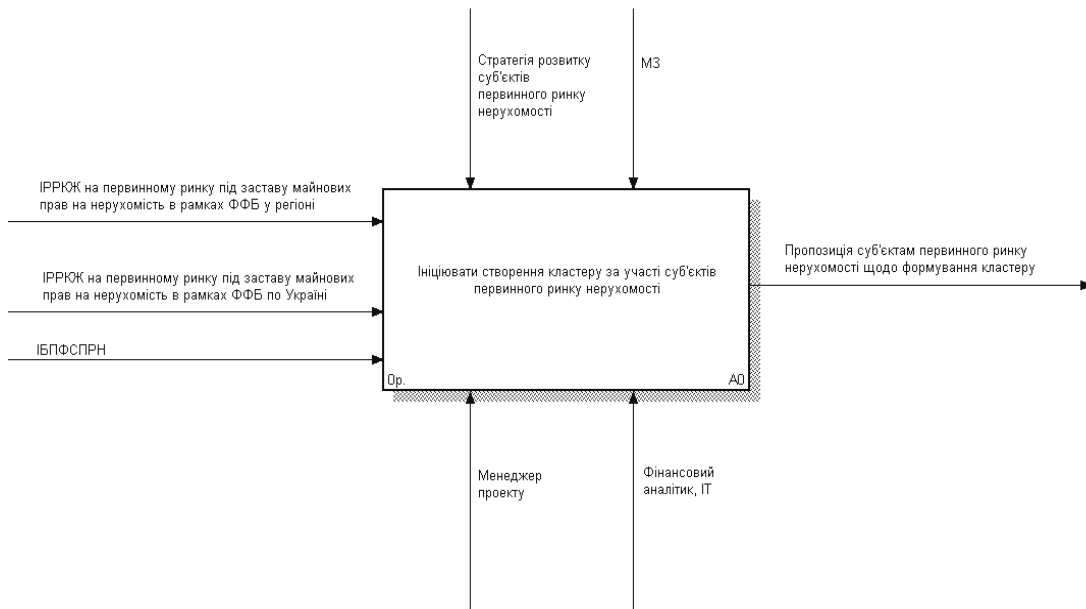 Стратегія розвитку
суб'єктів
первинного ринку
нерухомості
МЗ
ІРРКЖ на первинному ринку під заставу майнових
прав на нерухомість в рамках ФФБ у регіоні
ІРРКЖ на первинному ринку під заставу майнових
прав на нерухомість в рамках ФФБ по Україні
ІБПФСПРН
Ініціювати створення кластеру за участі суб'єктів
первинного ринку нерухомості
0р.
А0
Пропозиція суб'єктам первинного ринку
нерухомості щодо формування кластеру
Менеджер
проекту
Фінансовий
аналітик, ІТ